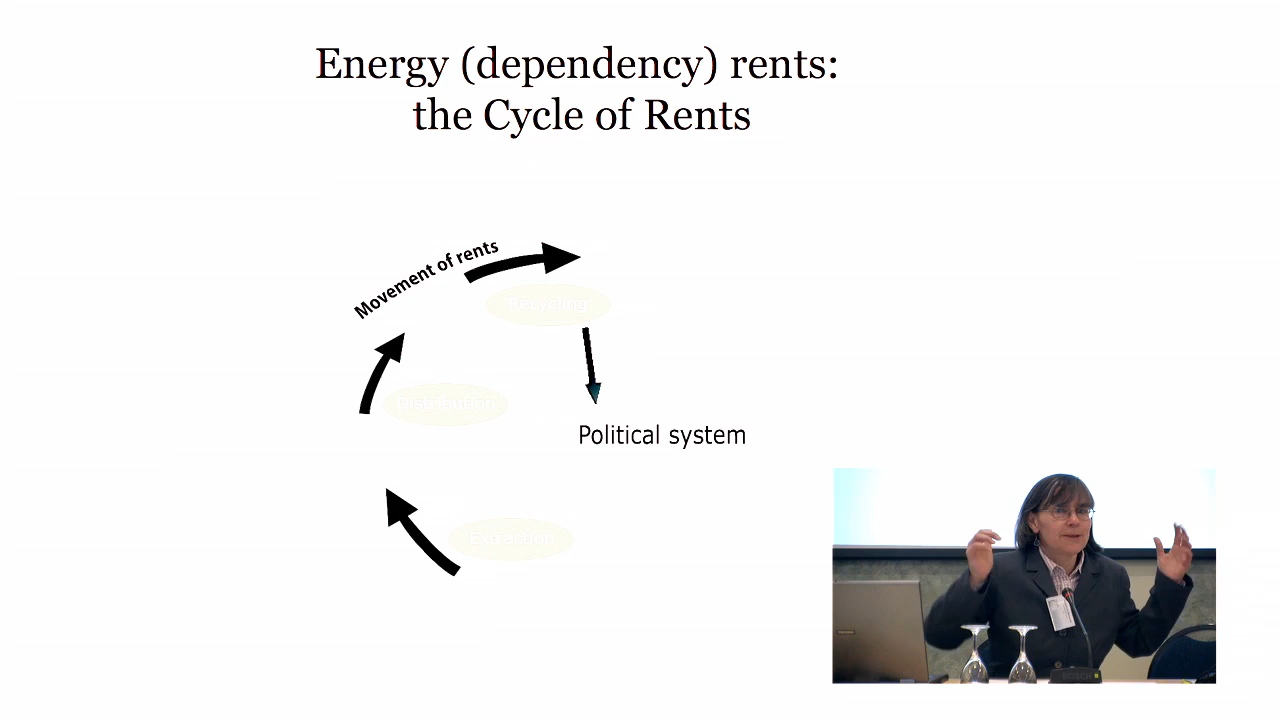 Energy (dependency) rents:
the Cycle of Rents
Movement of rents
Recycling
Distribution
Political system
Extraction